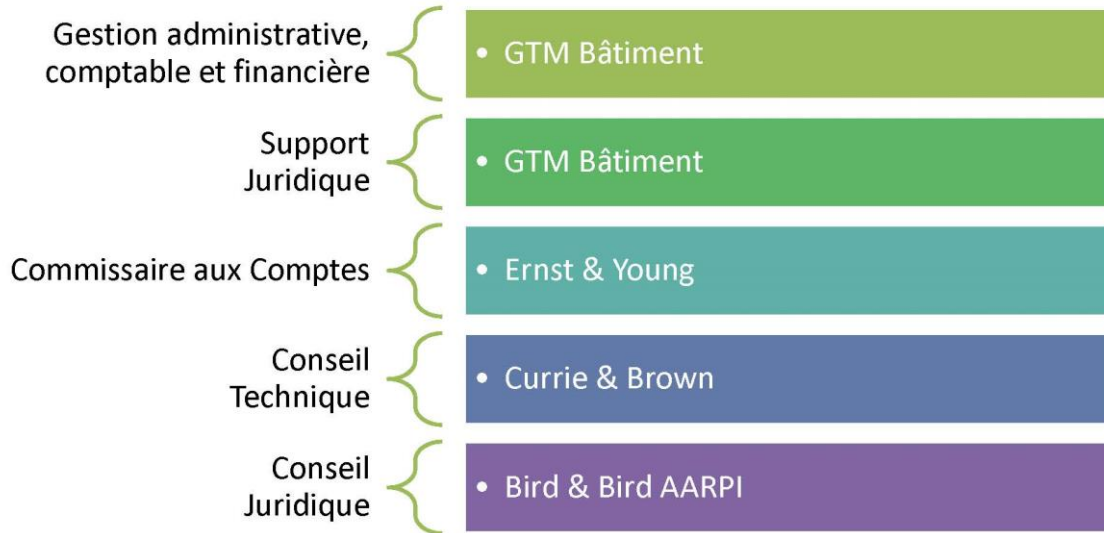 Gestion administrative,
comptable et financière
• GTM Bâtiment
Support
Juridique
• GTM Bâtiment
Commissaire aux Comptes
• Ernst & Young
Conseil
Technique
• Currie & Brown
Conseil
Juridique
• Bird & Bird AARPI